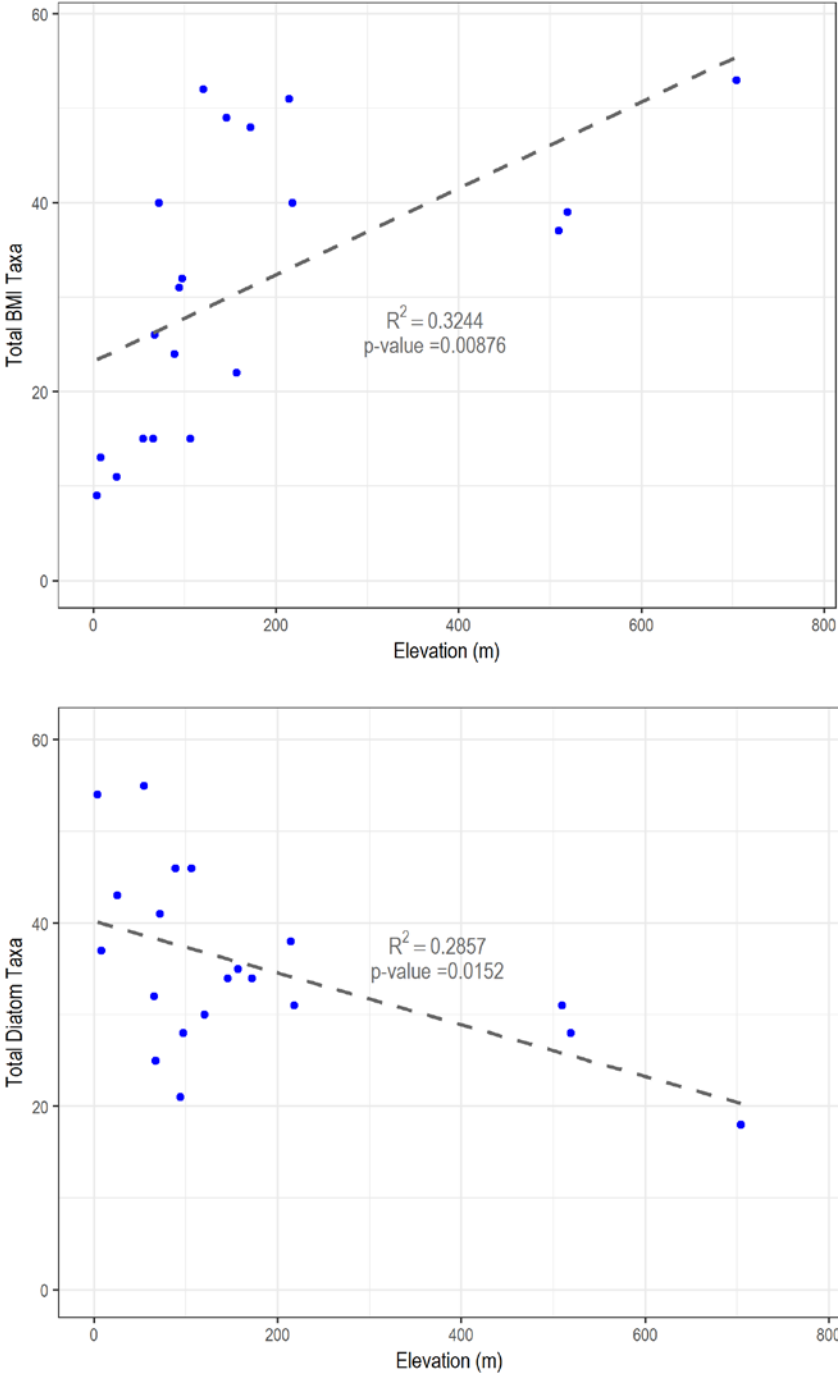 60
40
20
0
Total BMI Taxa
R² = 0.3244
p-value =0.00876
0 200 400 600 800
Elevation (m)
60
40
20
0
Total Diatom Taxa
R² = 0.2857
p-value =0.0152
0 200 400 600 800
Elevation (m)